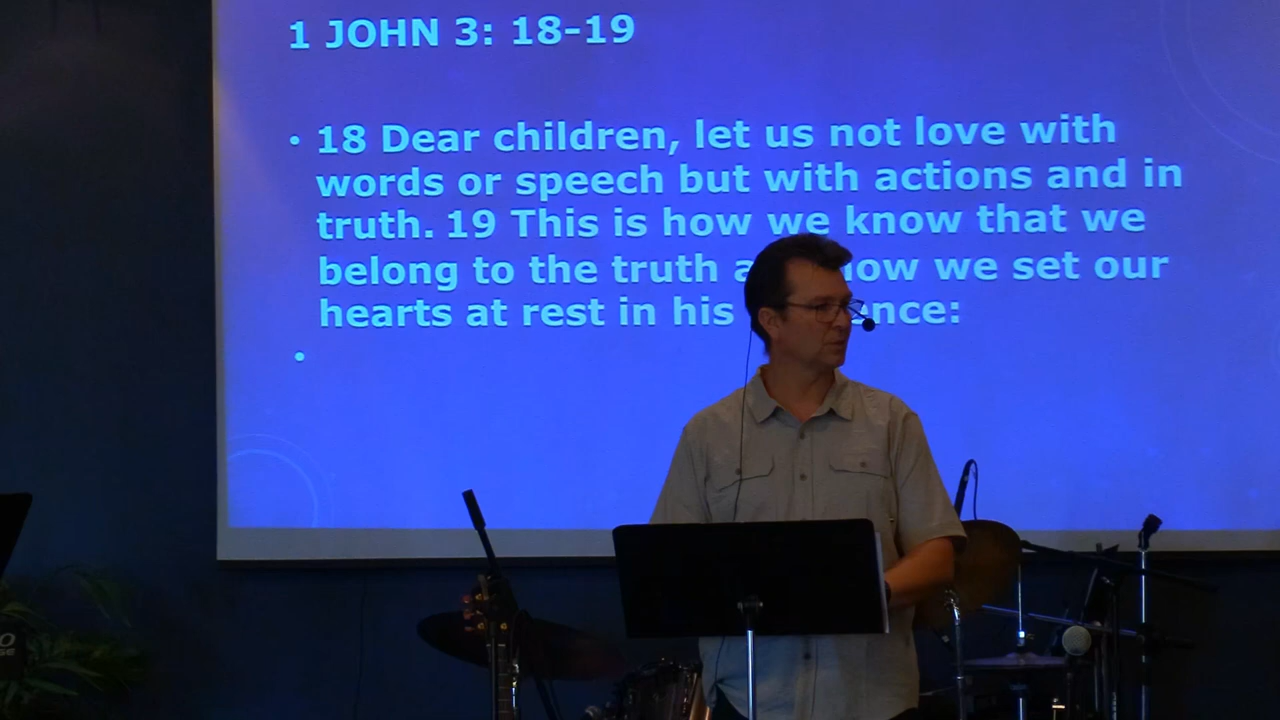 1 JOHN 3: 18-19
• 18 Dear children, let us not love with
words or speech but with actions and in
truth. 19 This is how we know that we
belong to the truth a how we set our
hearts at rest in his ence:
•